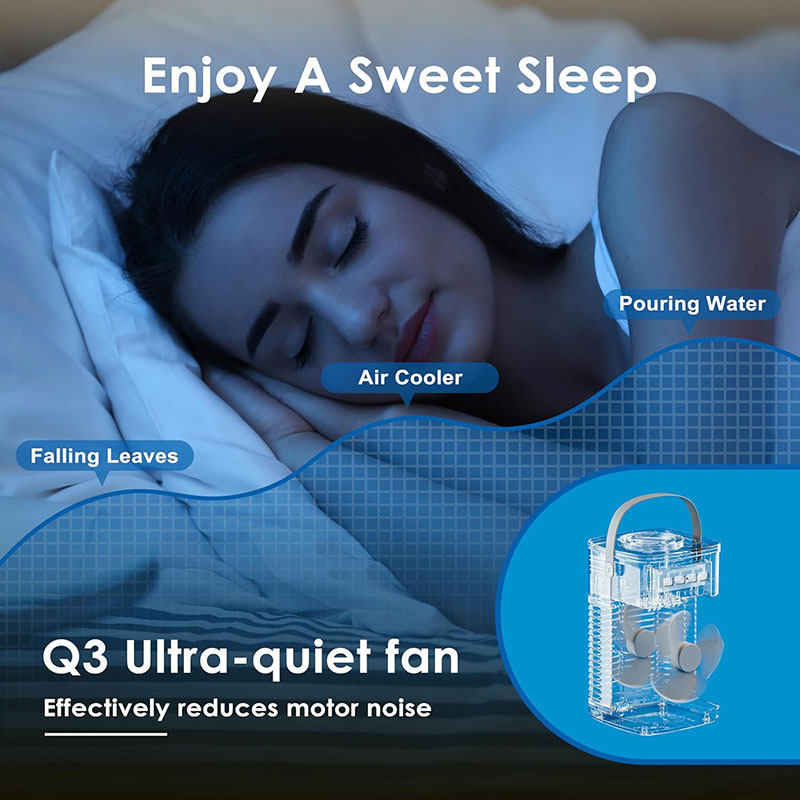 Enjoy A Sweet Sleep
Pouring Water
Air Cooler
Falling Leaves
Q3 Ultra-quiet fan
Effectively reduces motor noise